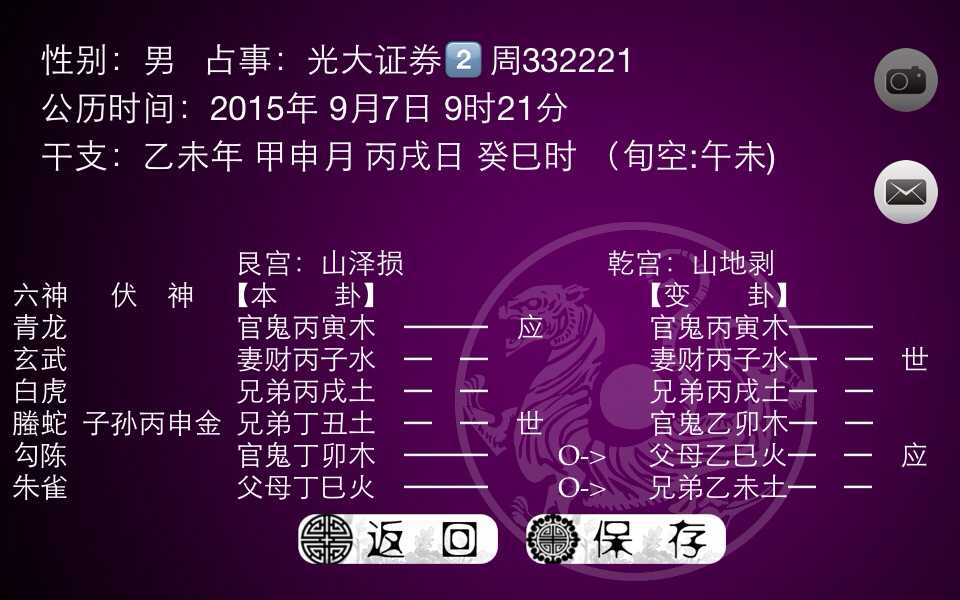 性别：男 占事：光大证券2 周332221
公历时间：2015年 9月7日 9时21分
干支：乙未年 甲申月 丙戌日 癸巳时 （旬空:午未)
艮宫：山泽损 乾宫：山地剥
六神 伏 神 【本 卦】 【变 卦】
青龙 官鬼丙寅木 应 官鬼丙寅木
玄武 妻财丙子水 妻财丙子水 世
白虎 兄弟丙戌土 兄弟丙戌土
螣蛇 子孙丙申金 兄弟丁丑土 世 官鬼乙卯木
勾陈 官鬼丁卯木 O-> 父母乙巳火 应
朱雀 父母丁巳火 O-> 兄弟乙未土
返 回 保 存